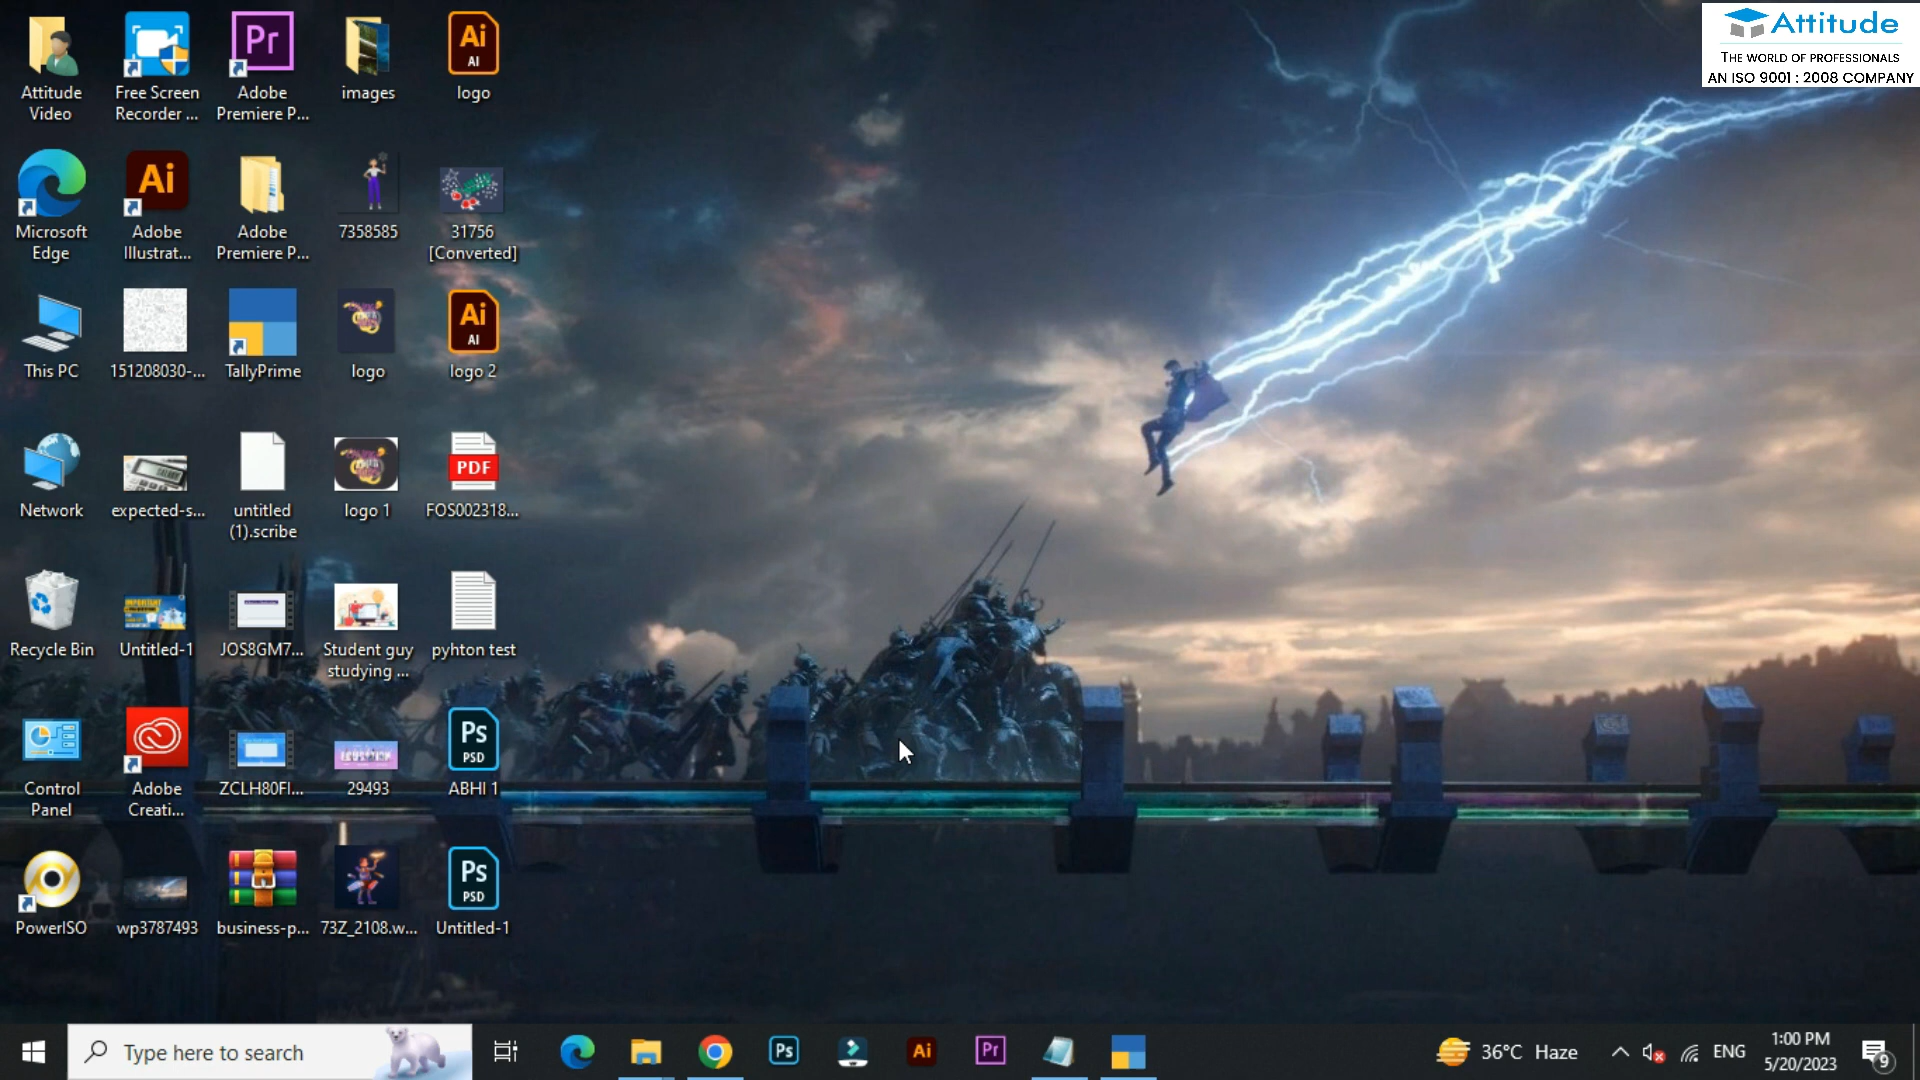 Attitude
THE WORLD OF PROFESSIONALS
AN ISO 9001 : 2008 COMPANY
Attitude
Video
Free Screen
Recorder ...
Pr
Adobe
Premiere P...
images
Ai
AI
logo
Microsoft
Edge
Ai
Adobe
Illustrat...
Adobe
Premiere P...
7358585
31756
[Converted]
This PC
151208030-...
TallyPrime
logo
Ai
AI
logo 2
Network
expected-s...
untitled
(1).scribe
logo 1
PDF
FOS002318...
Recycle Bin
IMPORTANT
Untitled-1
JOS8GM7...
Student guy
studying ...
pyhton test
Control
Panel
Adobe
Creati...
ZCLH80FI...
EDUCATION
29493
Ps
PSD
ABHI 1
PowerISO
wp3787493
business-p...
73Z_2108.w...
Ps
PSD
Untitled-1
Type here to search
Ps
Ai
Pr
36°C Haze
ENG
1:00 PM
5/20/2023
9